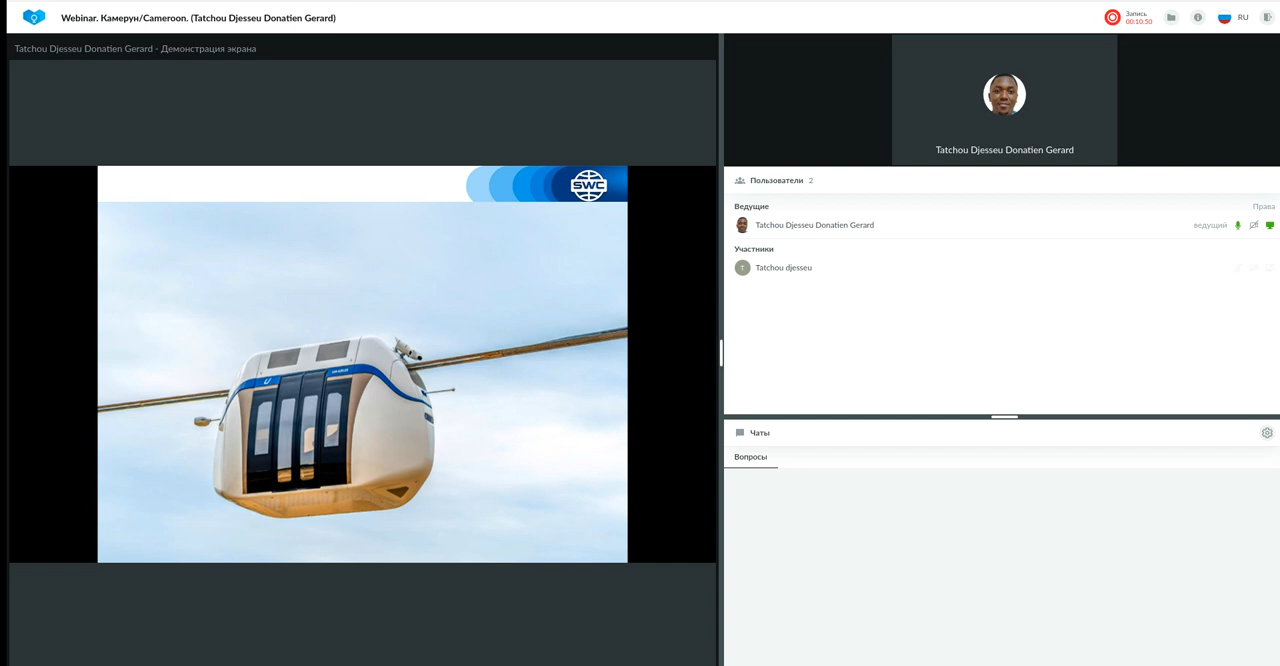 Webinar. Камерун/Cameroon. (Tatchou Djesseu Donatien Gerard)
Запись
00:10:50
RU
Tatchou Djesseu Donatien Gerard - Демонстрация экрана
SWC
Tatchou Djesseu Donatien Gerard
Пользователи 2
Ведущие Права
Tatchou Djesseu Donatien Gerard ведущий
Участники
T Tatchou djesseu
Чаты
Вопросы